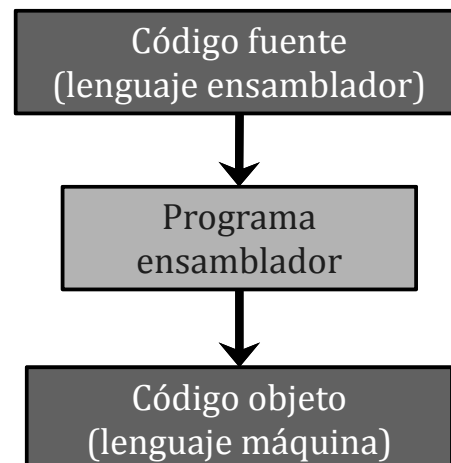 Código fuente
(lenguaje ensamblador)
Programa
ensamblador
Código objeto
(lenguaje máquina)